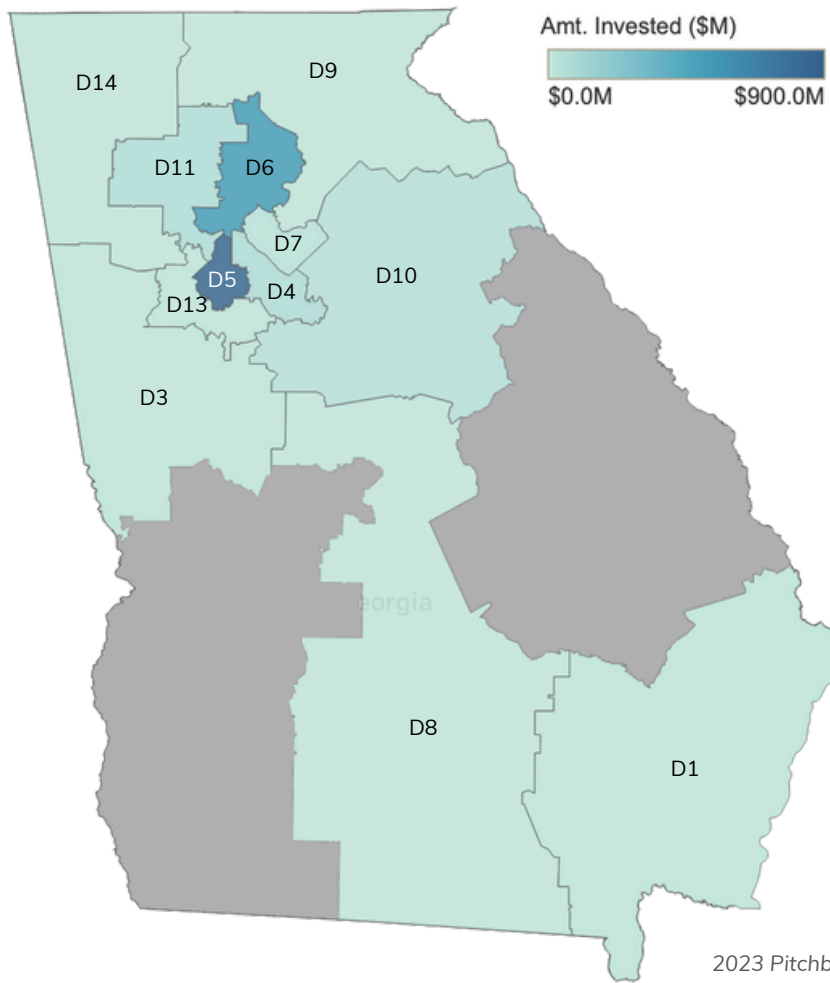 Amt. Invested ($M)
$0.0M $900.0M
D14
D9
D11
D6
D7
D5
D4
D10
D13
D3
eorgia
D8
D1
2023 Pitchb